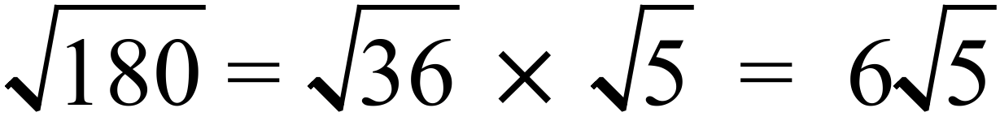 √180 = √36 × √5 = 6√5